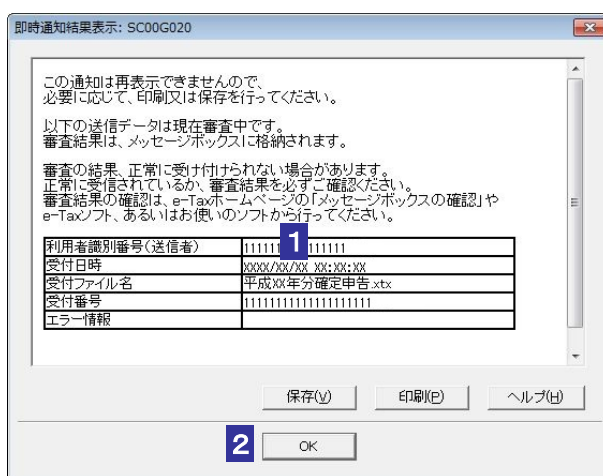 即時通知結果表示: SC00G020
この通知は再表示できませんので、
必要に応じて、印刷又は保存を行ってください。
以下の送信データは現在審査中です。
審査結果は、メッセージボックスに格納されます。
審査の結果、正常に受け付けられない場合があります。
正常に受信されているか、審査結果を必ずご確認ください。
審査結果の確認は、e-Taxホームページの「メッセージボックスの確認」や
e-Taxソフト、あるいはお使いのソフトから行ってください。
1
利用者識別番号(送信者)
受付日時 XXXX/XX/XX XX:XX:XX
受付ファイル名 平成XX年分確定申告.xtx
受付番号
エラー情報
保存(V) 印刷(P) ヘルプ(H)
2 OK